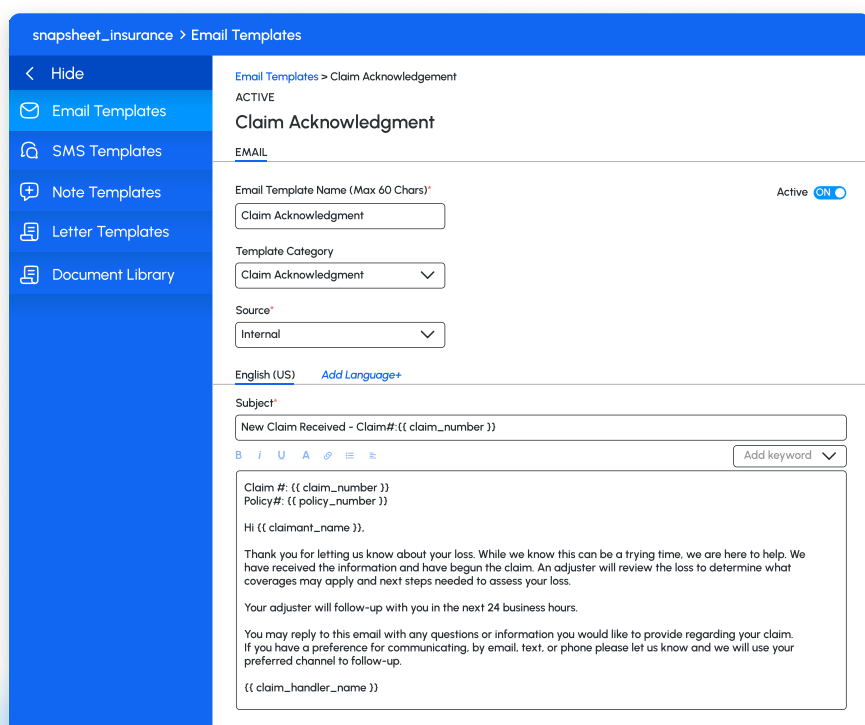 snapsheet_insurance > Email Templates
Hide
Email Templates
SMS Templates
Note Templates
Letter Templates
Document Library
Email Templates > Claim Acknowledgement
ACTIVE
Claim Acknowledgment
EMAIL
Email Template Name (Max 60 Chars)*
Active ON
Claim Acknowledgment
Template Category
Claim Acknowledgment
Source*
Internal
English (US) Add Language+
Subject*
New Claim Received - Claim#:{{ claim_number }}
B i U A Add keyword
Claim #: {{ claim_number }}
Policy#: {{ policy_number }}
Hi {{ claimant_name }},
Thank you for letting us know about your loss. While we know this can be a trying time, we are here to help. We
have received the information and have begun the claim. An adjuster will review the loss to determine what
coverages may apply and next steps needed to assess your loss.
Your adjuster will follow-up with you in the next 24 business hours.
You may reply to this email with any questions or information you would like to provide regarding your claim.
If you have a preference for communicating, by email, text, or phone please let us know and we will use your
preferred channel to follow-up.
{{ claim_handler_name }}